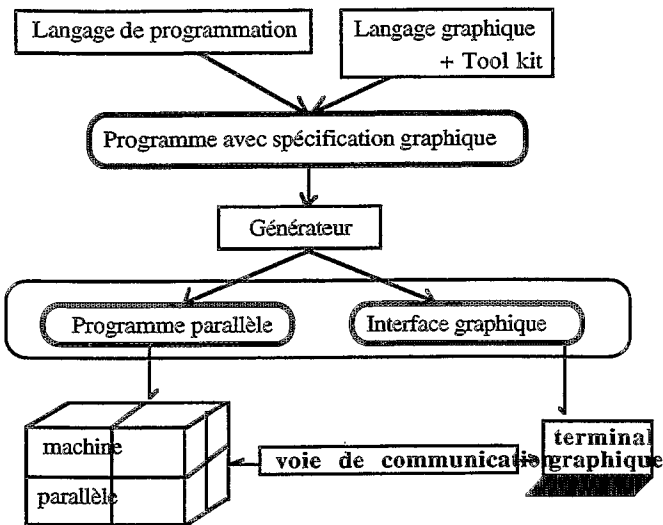 Langage de programmation
Langage graphique
+ Tool kit
Programme avec spécification graphique
Générateur
Programme parallèle
Interface graphique
machine
parallèle
voie de communication
terminal
graphique